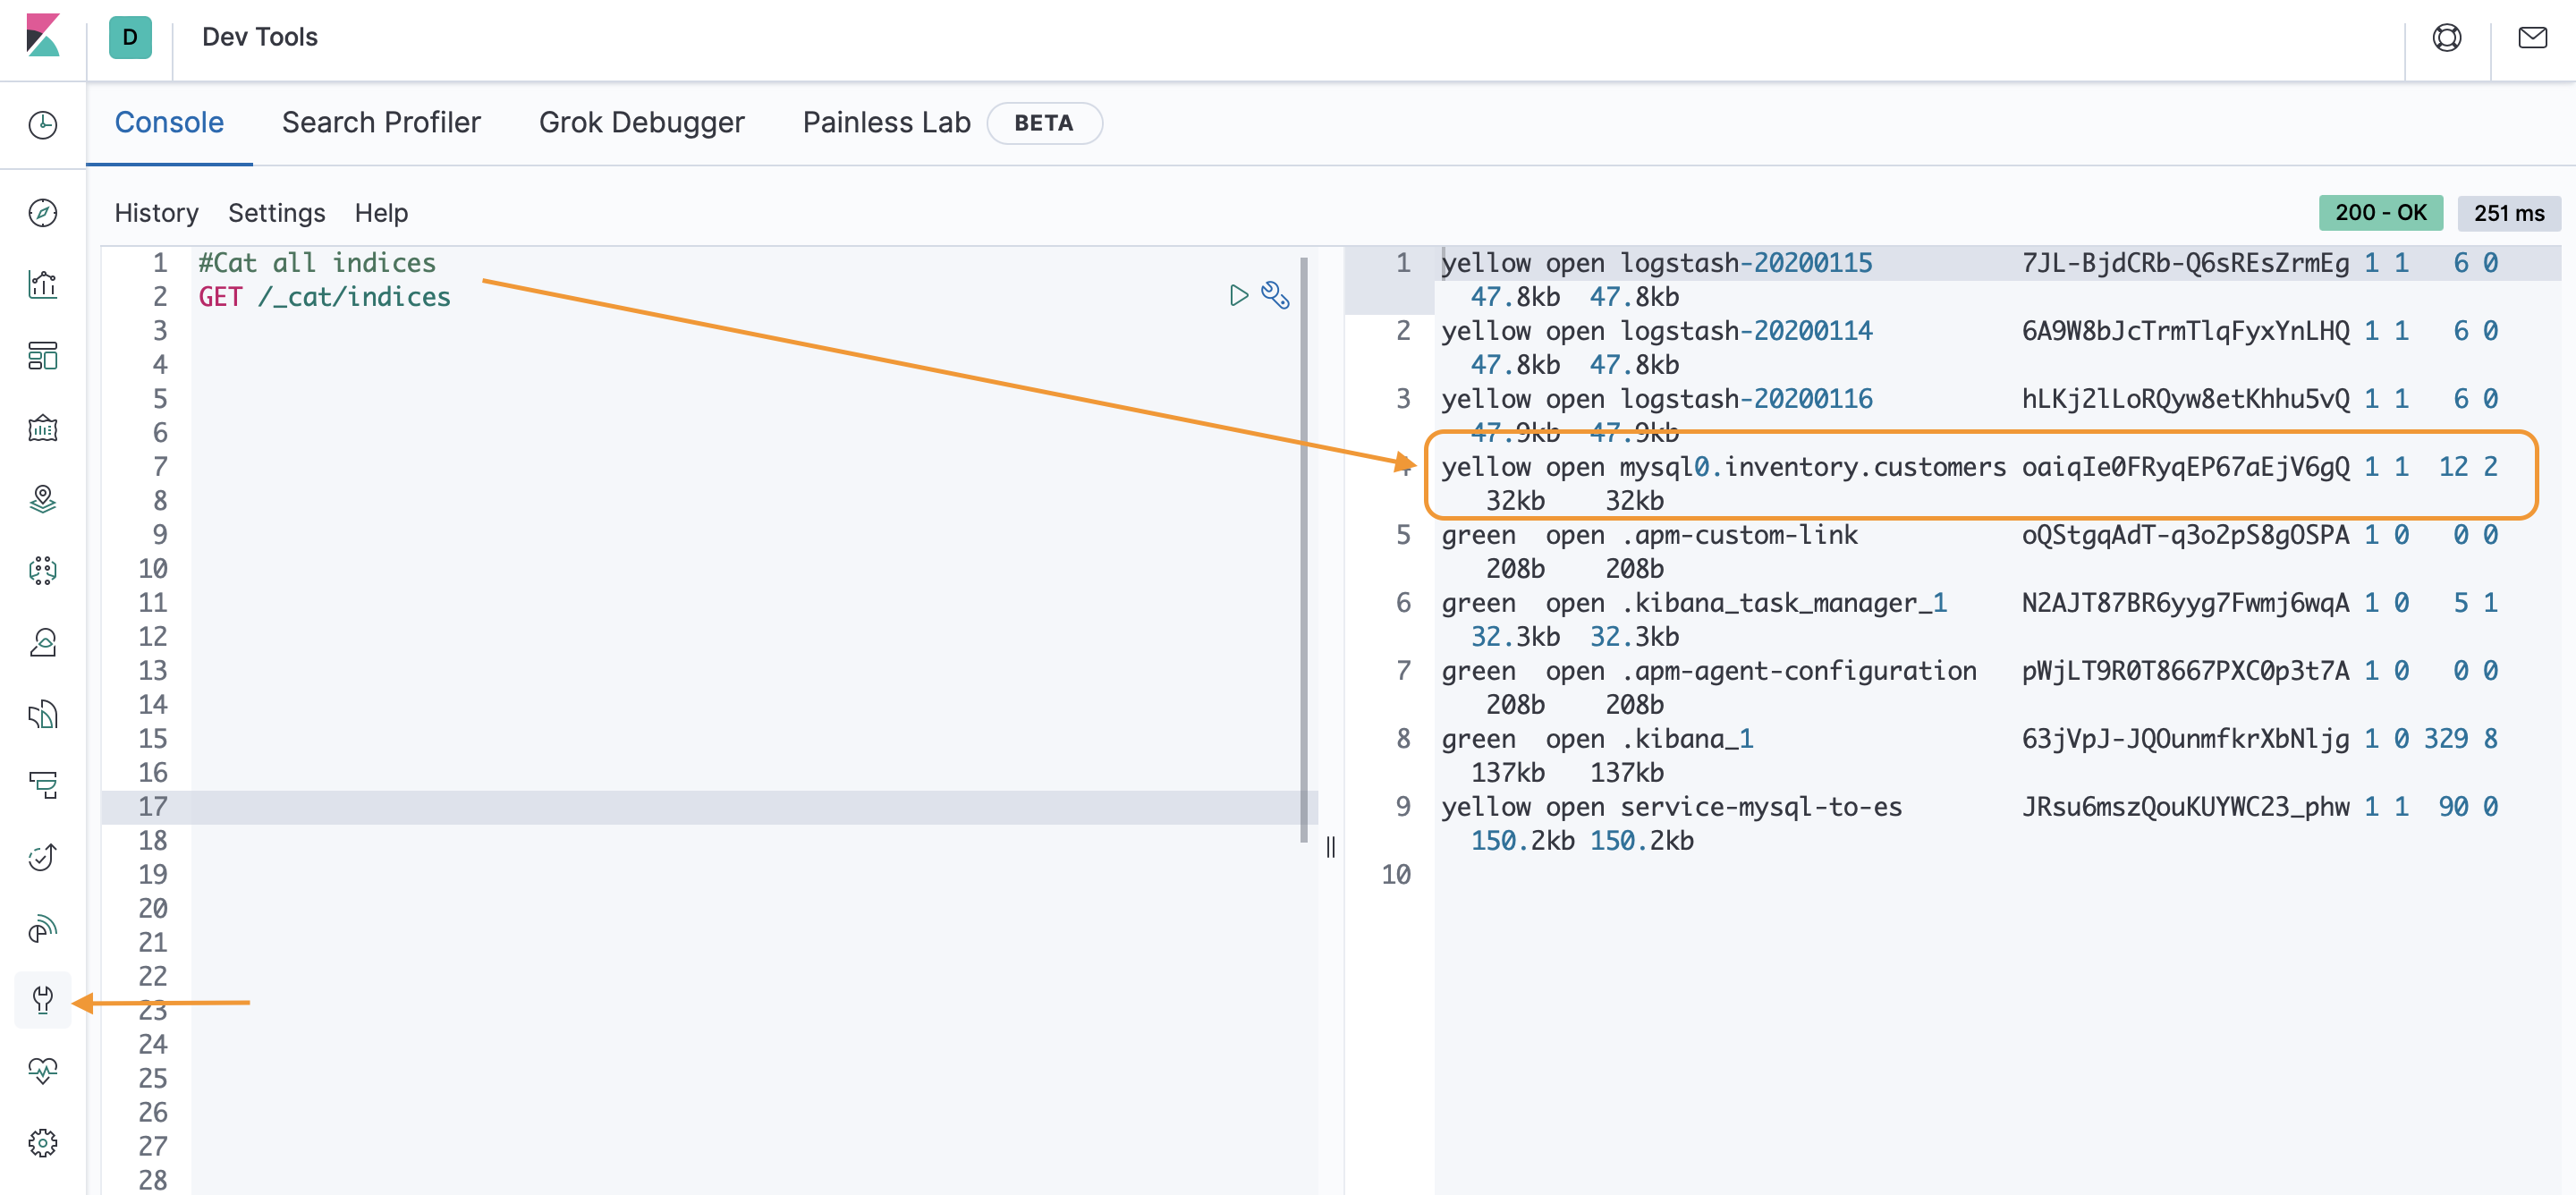 D Dev Tools
Console Search Profiler Grok Debugger Painless Lab BETA
History Settings Help 200 - OK 251 ms
1 #Cat all indices
2 GET /_cat/indices
3
4
5
6
7
8
9
10
11
12
13
14
15
16
17
18
19
20
21
22
23
24
25
26
27
28
1 yellow open logstash-20200115 7JL-BjdCRb-Q6sREsZrmEg 1 1 6 0
47.8kb 47.8kb
2 yellow open logstash-20200114 6A9W8bJcTrmTlqFyxYnLHQ 1 1 6 0
47.8kb 47.8kb
3 yellow open logstash-20200116 hLKj2lLoRQyw8etKhhu5vQ 1 1 6 0
47.9kb 47.9kb
4 yellow open mysql0.inventory.customers oaiqIe0FRyqEP67aEjV6gQ 1 1 12 2
32kb 32kb
5 green open .apm-custom-link oQStgqAdT-q3o2pS8gOSPA 1 0 0 0
208b 208b
6 green open .kibana_task_manager_1 N2AJT87BR6yyg7Fwmj6wqA 1 0 5 1
32.3kb 32.3kb
7 green open .apm-agent-configuration pWjLT9R0T8667PXC0p3t7A 1 0 0 0
208b 208b
8 green open .kibana_1 63jVpJ-JQOunmfkrXbNljg 1 0 329 8
137kb 137kb
9 yellow open service-mysql-to-es JRsu6mszQouKUYWC23_phw 1 1 90 0
150.2kb 150.2kb
10